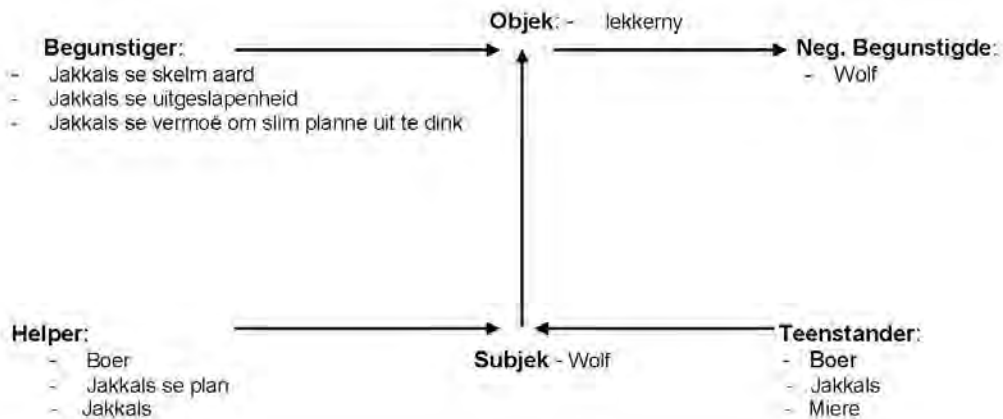 Objek: - lekkerny
Begunstiger:
- Jakkals se skelm aard
- Jakkals se uitgeslapenheid
- Jakkals se vermoë om slim planne uit te dink
Neg. Begunstigde:
- Wolf
Helper:
- Boer
- Jakkals se plan
- Jakkals
Subjek - Wolf
Teenstander:
- Boer
- Jakkals
- Miere